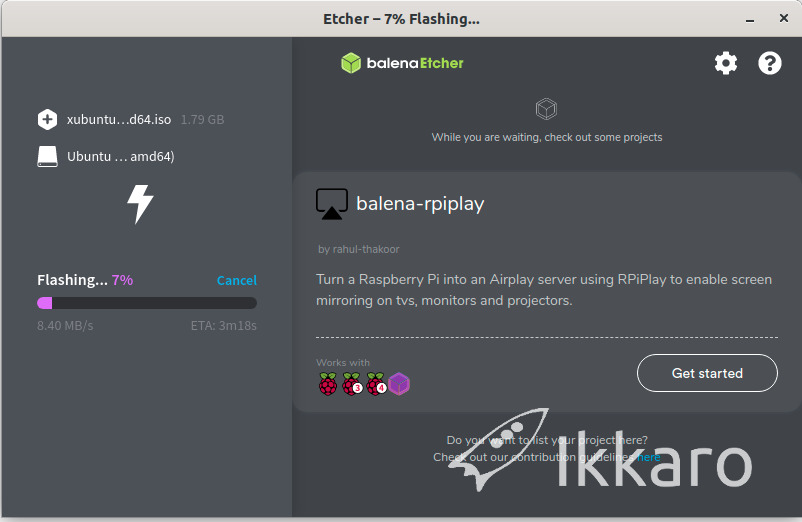 Etcher – 7% Flashing...
balenaEtcher
xubuntu...d64.iso 1.79 GB
Ubuntu ... amd64)
Flashing... 7% Cancel
8.40 MB/s ETA: 3m18s
While you are waiting, check out some projects
balena-rpiplay
by rahul-thakoor
Turn a Raspberry Pi into an Airplay server using RPiPlay to enable screen
mirroring on tvs, monitors and projectors.
Works with
3 4
Get started
Do you want to list your project here?
Check out our contribution guidelines here
Ikkaro